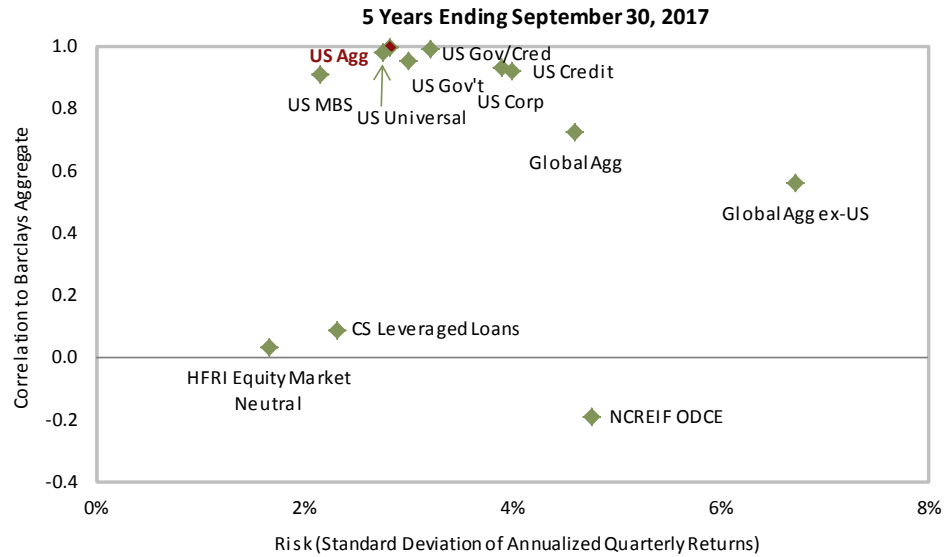 5 Years Ending September 30, 2017
Correlation to Barclays Aggregate
1.0
0.8
0.6
0.4
0.2
0.0
-0.2
-0.4
US Agg
US Gov/Cred
US Gov't
US Credit
US MBS
US Universal
US Corp
Global Agg
Global Agg ex-US
CS Leveraged Loans
HFRI Equity Market
Neutral
NCREIF ODCE
0%
2%
4%
6%
8%
Risk (Standard Deviation of Annualized Quarterly Returns)